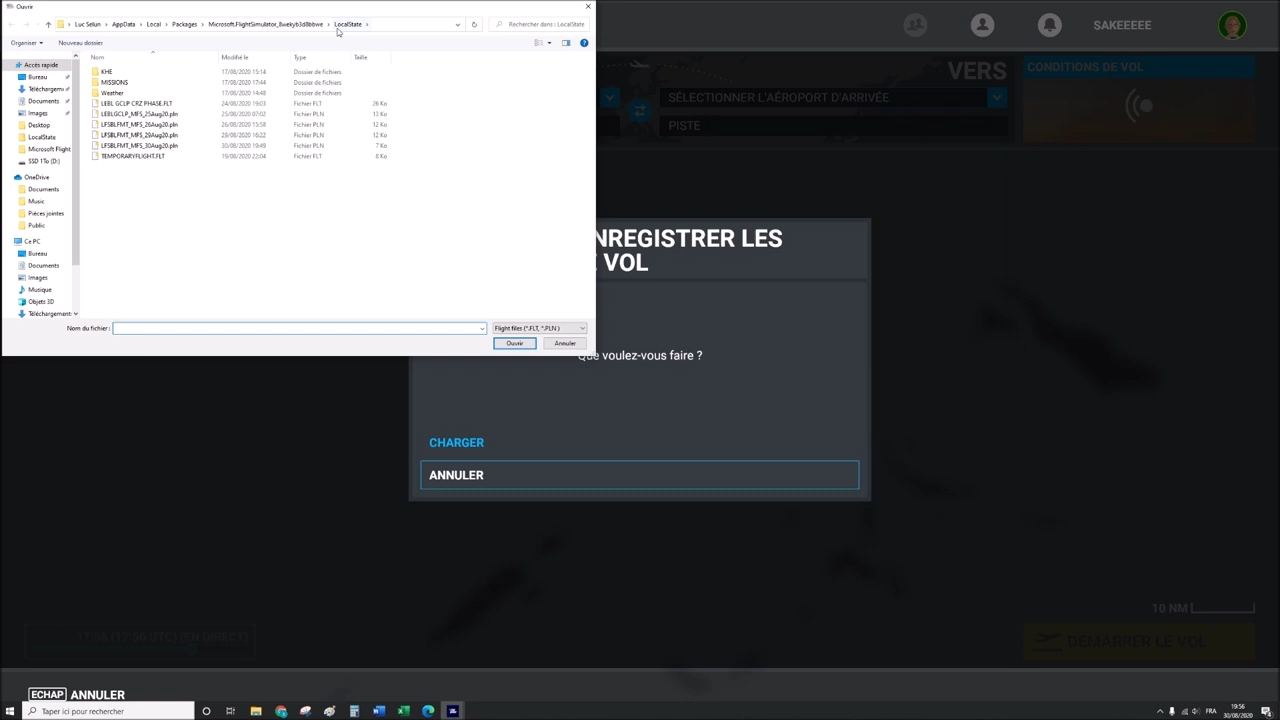 Ouvrir
Luc Selun > AppData > Local > Packages > Microsoft.FlightSimulator_8wekyb3d8bbwe > LocalState >
Rechercher dans : LocalState
Organiser
Nouveau dossier
Nom Modifié le Type Taille
KHE 17/08/2020 15:14 Dossier de fichiers
MISSIONS 17/08/2020 17:44 Dossier de fichiers
Weather 17/08/2020 14:48 Dossier de fichiers
LEBL GCLP CRZ PHASE.FLT 24/08/2020 19:03 Fichier FLT 26 Ko
LEBLGCLP_MFS_25Aug20.pln 25/08/2020 07:02 Fichier PLN 13 Ko
LFSBLFMT_MFS_26Aug20.pln 26/08/2020 15:58 Fichier PLN 12 Ko
LFSBLFMT_MFS_29Aug20.pln 29/08/2020 16:22 Fichier PLN 12 Ko
LFSBLFMT_MFS_30Aug20.pln 30/08/2020 19:49 Fichier PLN 7 Ko
TEMPORARYFLIGHT.FLT 19/08/2020 22:04 Fichier FLT 8 Ko
Accès rapide
Bureau
Téléchargem
Documents
Images
Desktop
LocalState
Microsoft Flight
SSD 1To (D:)
OneDrive
Documents
Music
Pièces jointes
Public
Ce PC
Bureau
Documents
Images
Musique
Objets 3D
Téléchargement:
Nom du fichier :
Flight files (*.FLT, *.PLN )
Ouvrir
Annuler
SAKEEEEE
VERS
SÉLECTIONNER L'AÉROPORT D'ARRIVÉE
PISTE
CONDITIONS DE VOL
NREGISTRER LES
VOL
Que voulez-vous faire ?
CHARGER
ANNULER
10 NM
17:56 (17:56 UTC) (EN DIRECT)
DÉMARRER LE VOL
ECHAP ANNULER
Taper ici pour rechercher
FRA
19:56
30/08/2020